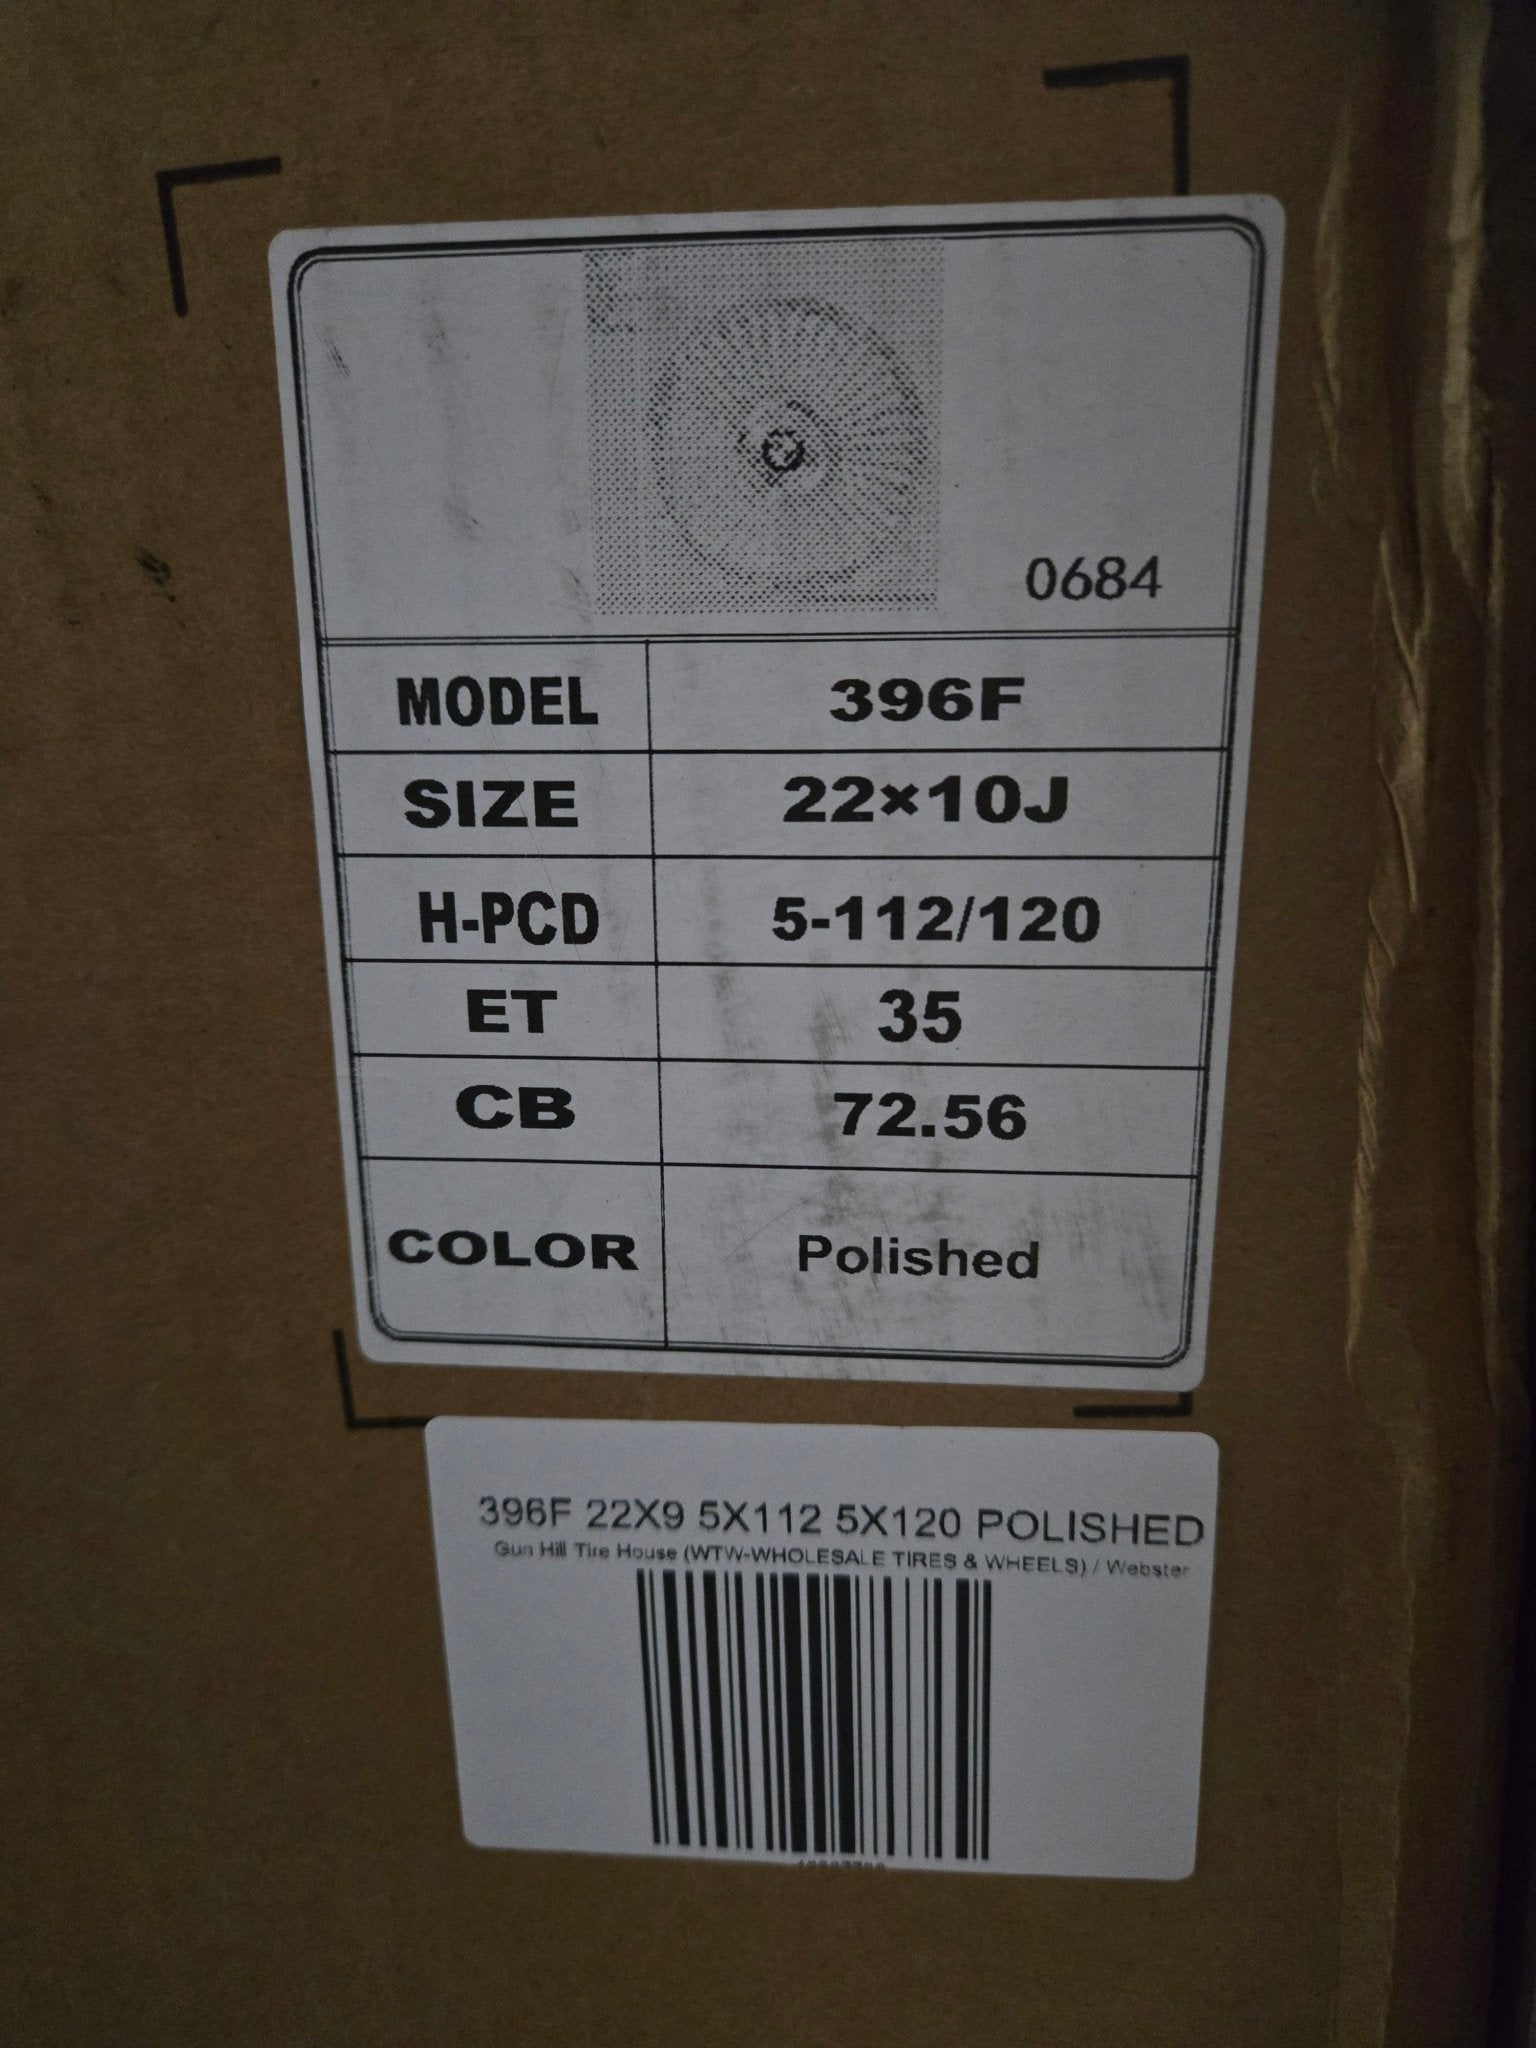 0684
MODEL 396F
SIZE 22×10J
H-PCD 5-112/120
ET 35
CB 72.56
COLOR Polished
396F 22X9 5X112 5X120 POLISHED
Gun Hill Tire House (WTW-WHOLESALE TIRES & WHEELS) / Webster